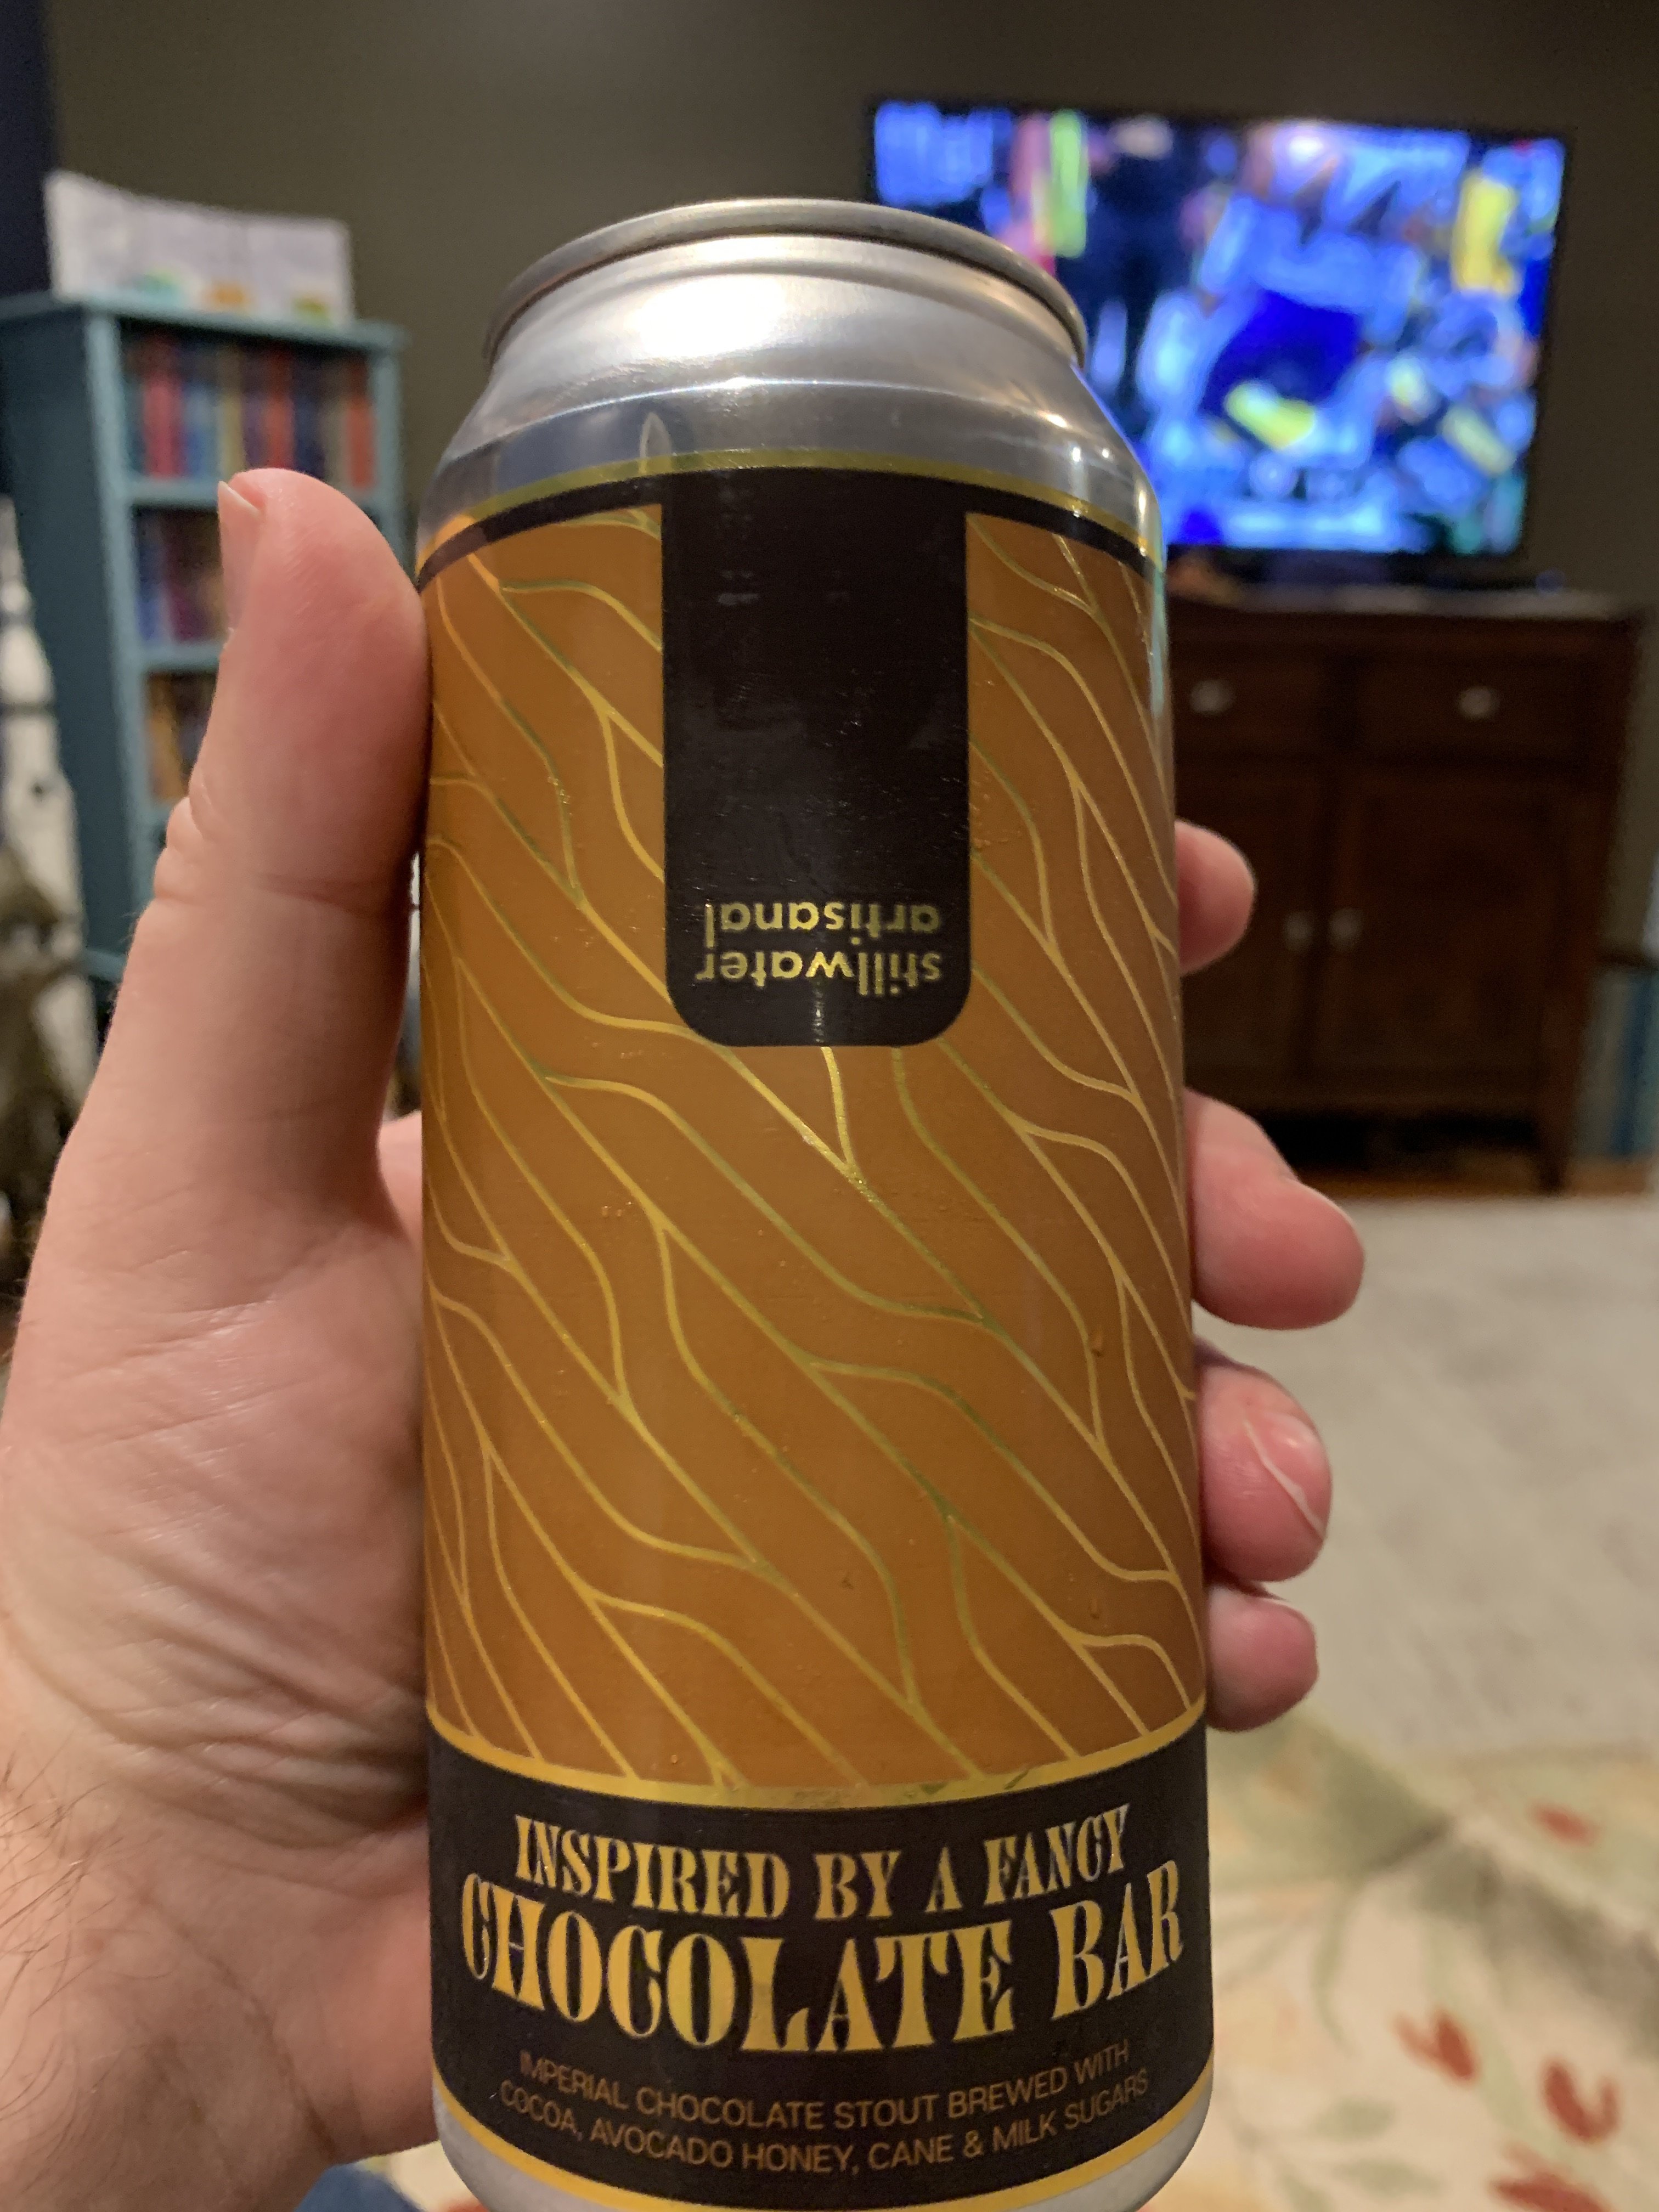 stillwater
artisanal
INSPIRED BY A FANCY
CHOCOLATE BAR
IMPERIAL CHOCOLATE STOUT BREWED WITH
COCOA, AVOCADO HONEY, CANE & MILK SUGARS